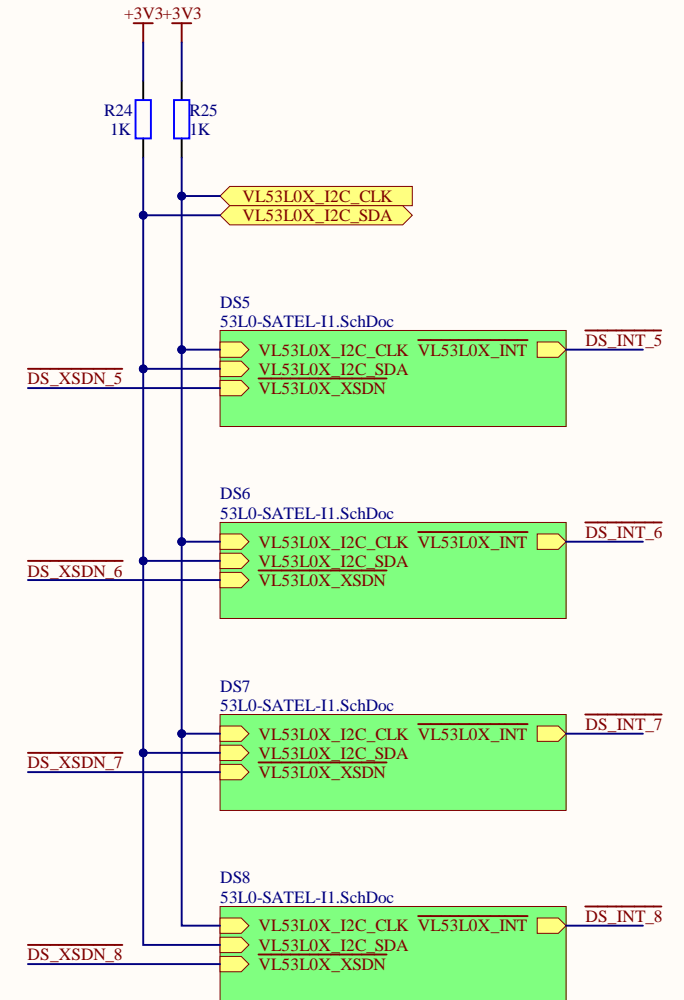 +3V3+3V3
R24 R25
1K 1K
VL53L0X_I2C_CLK
VL53L0X_I2C_SDA
DS5
53L0-SATEL-I1.SchDoc
VL53L0X_I2C_CLK VL53L0X_INT DS_INT_5
VL53L0X_I2C_SDA
DS_XSDN_5 VL53L0X_XSDN
DS6
53L0-SATEL-I1.SchDoc
VL53L0X_I2C_CLK VL53L0X_INT DS_INT_6
VL53L0X_I2C_SDA
DS_XSDN_6 VL53L0X_XSDN
DS7
53L0-SATEL-I1.SchDoc
VL53L0X_I2C_CLK VL53L0X_INT DS_INT_7
VL53L0X_I2C_SDA
DS_XSDN_7 VL53L0X_XSDN
DS8
53L0-SATEL-I1.SchDoc
VL53L0X_I2C_CLK VL53L0X_INT DS_INT_8
VL53L0X_I2C_SDA
DS_XSDN_8 VL53L0X_XSDN